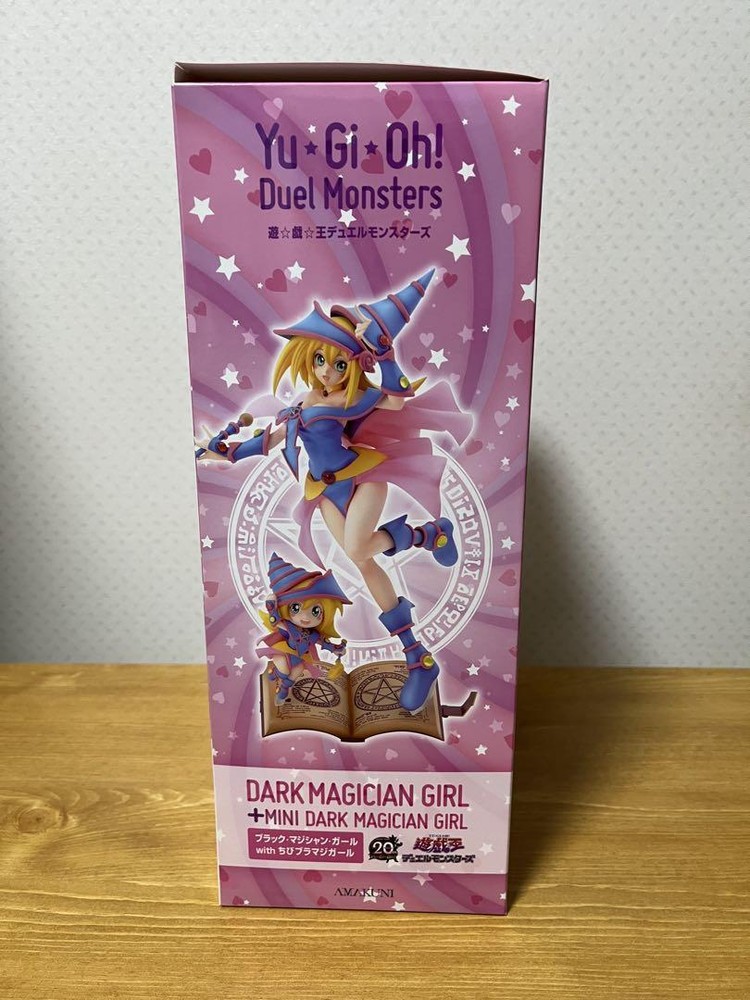 Yu★Gi★Oh!
Duel Monsters
遊☆戯☆王デュエルモンスターズ
DARK MAGICIAN GIRL
+MINI DARK MAGICIAN GIRL
ブラック・マジシャン・ガール
with ちびブラマジガール
20
遊戯王
デュエルモンスターズ
AMAKUNI